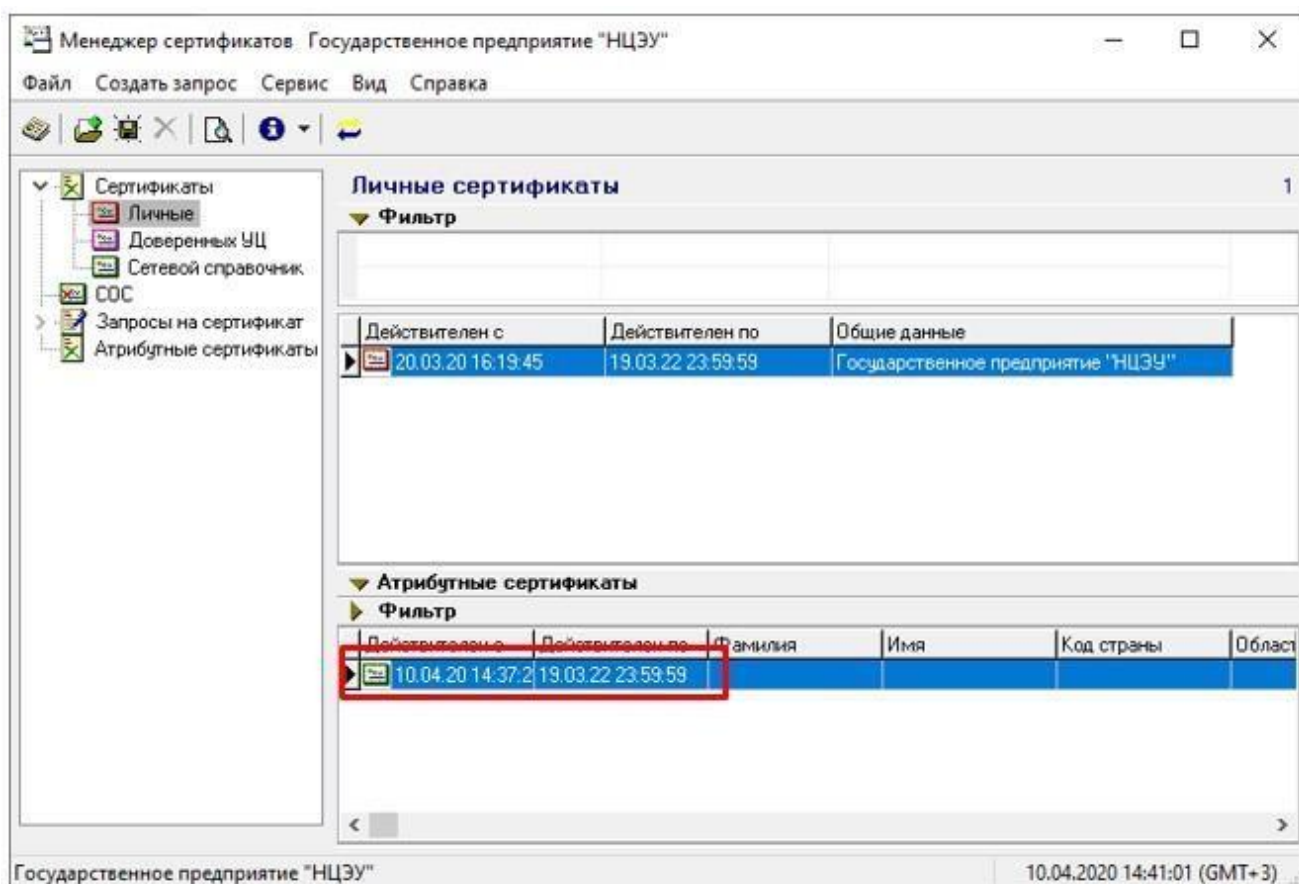 Менеджер сертификатов Государственное предприятие "НЦЭУ"
Файл Создать запрос Сервис Вид Справка
Сертификаты
Личные
Доверенных УЦ
Сетевой справочник
СОС
Запросы на сертификат
Атрибутные сертификаты
Личные сертификаты 1
Фильтр
Действителен с Действителен по Общие данные
20.03.20 16:19:45 19.03.22 23:59:59 Государственное предприятие "НЦЭУ"
Атрибутные сертификаты
Фильтр
Действителен с Действителен по Фамилия Имя Код страны Област
10.04.20 14:37:2 19.03.22 23:59:59
Государственное предприятие "НЦЭУ" 10.04.2020 14:41:01 (GMT+3)